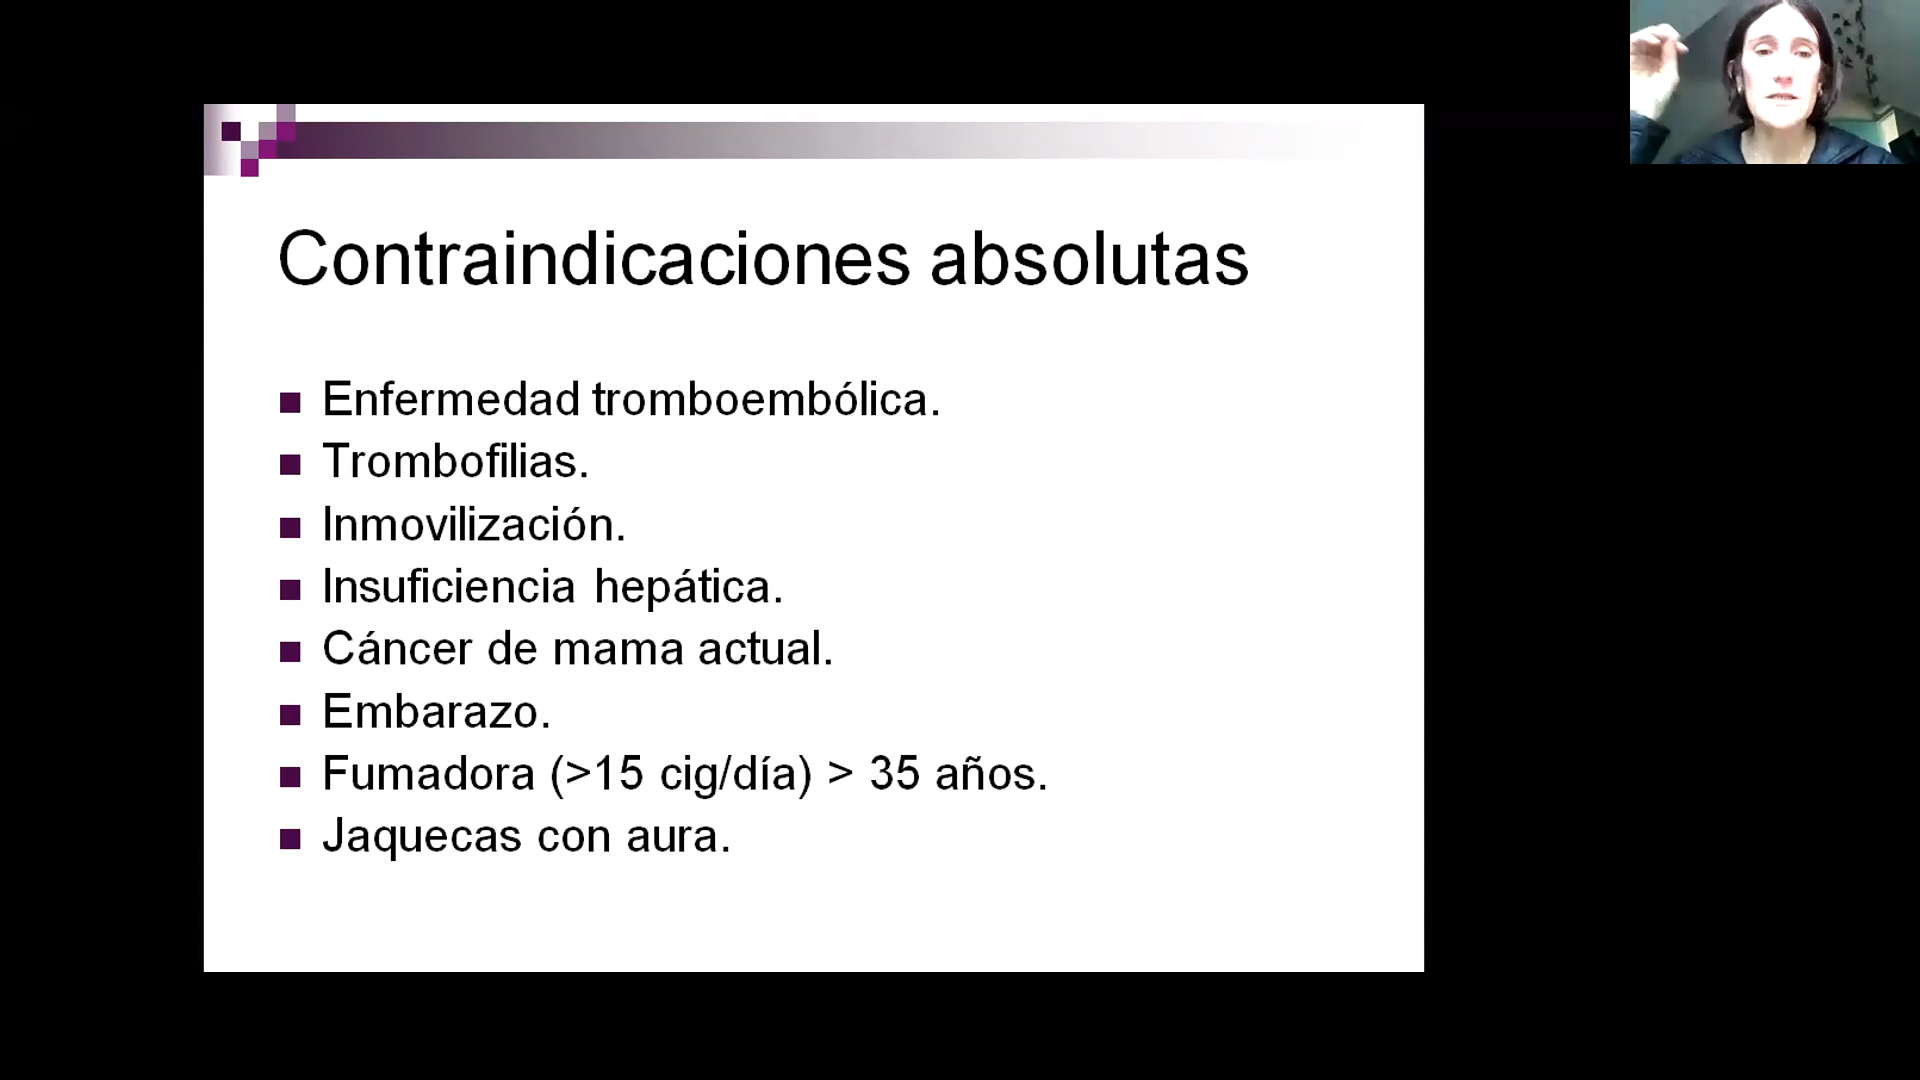 Contraindicaciones absolutas
Enfermedad tromboembólica.
Trombofilias.
Inmovilización.
Insuficiencia hepática.
Cáncer de mama actual.
Embarazo.
Fumadora (>15 cig/día) > 35 años.
Jaquecas con aura.